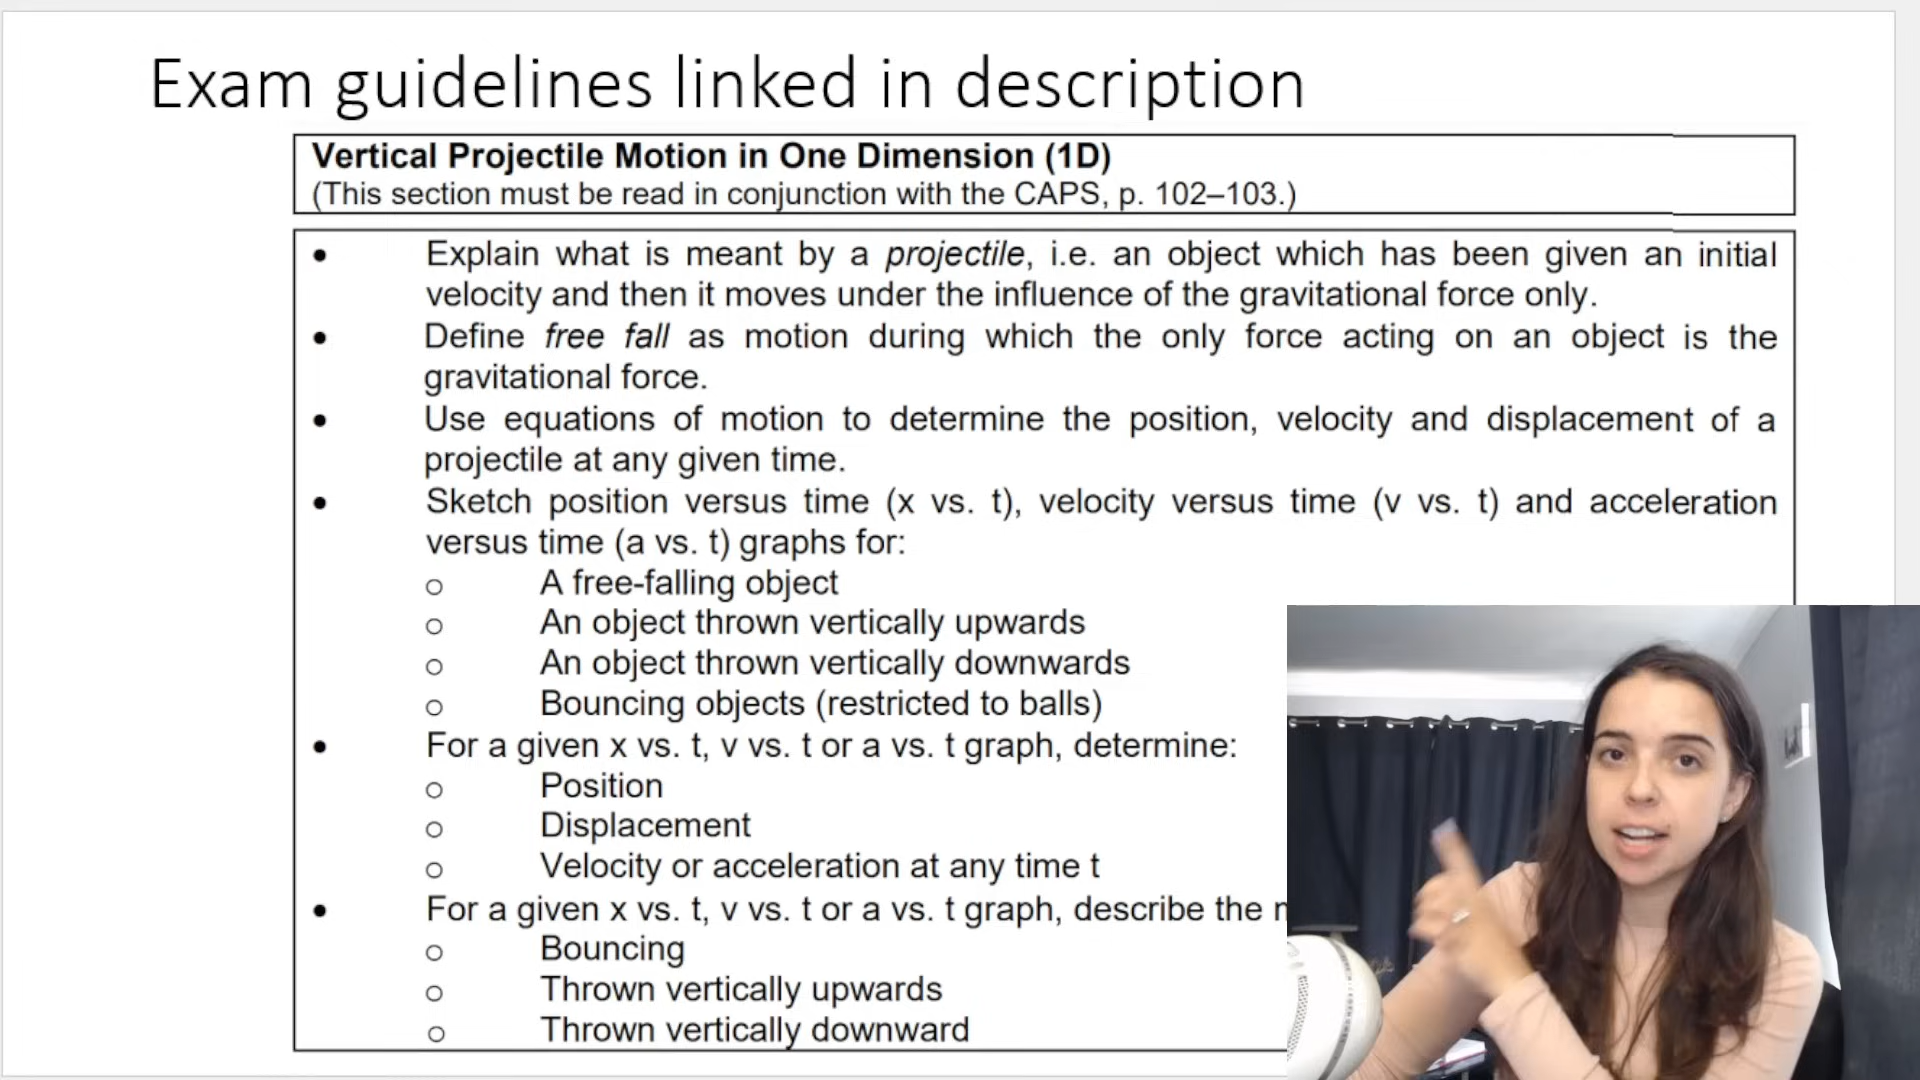 Exam guidelines linked in description
Vertical Projectile Motion in One Dimension (1D)
(This section must be read in conjunction with the CAPS, p. 102–103.)
• Explain what is meant by a projectile, i.e. an object which has been given an initial
velocity and then it moves under the influence of the gravitational force only.
• Define free fall as motion during which the only force acting on an object is the
gravitational force.
• Use equations of motion to determine the position, velocity and displacement of a
projectile at any given time.
• Sketch position versus time (x vs. t), velocity versus time (v vs. t) and acceleration
versus time (a vs. t) graphs for:
o A free-falling object
o An object thrown vertically upwards
o An object thrown vertically downwards
o Bouncing objects (restricted to balls)
• For a given x vs. t, v vs. t or a vs. t graph, determine:
o Position
o Displacement
o Velocity or acceleration at any time t
• For a given x vs. t, v vs. t or a vs. t graph, describe the
o Bouncing
o Thrown vertically upwards
o Thrown vertically downward